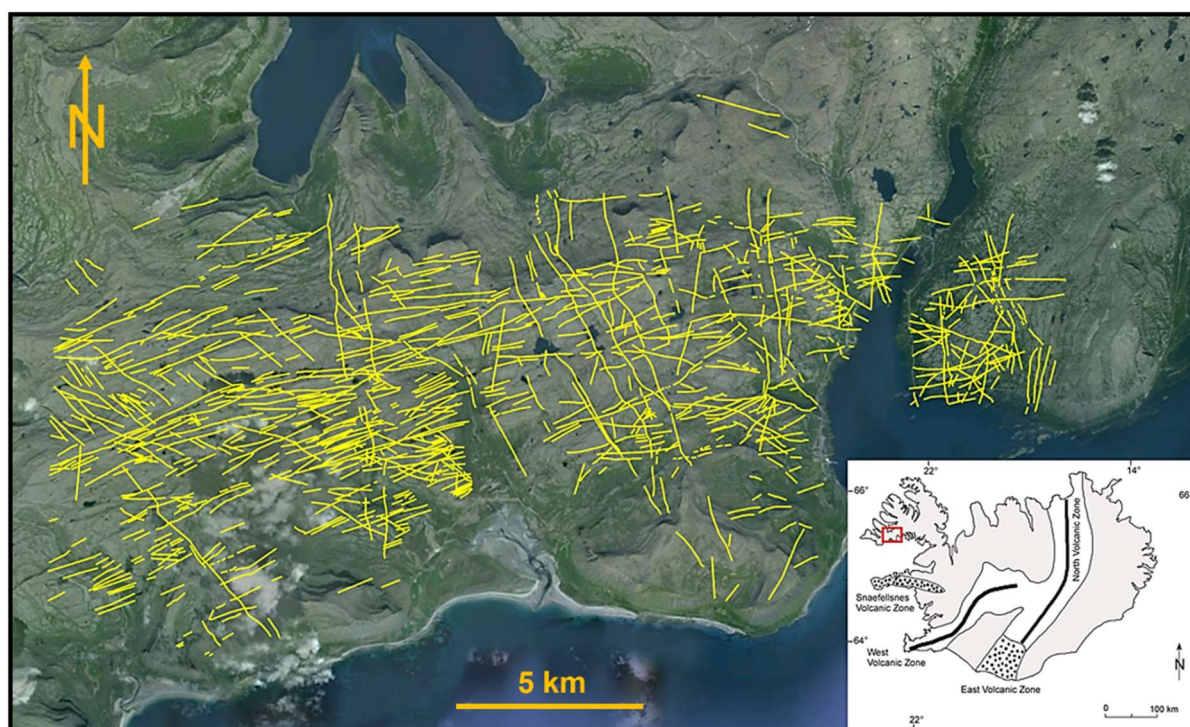 N
5 km
22°
14°
66°
66
North Volcanic Zone
Snaefellsnes
Volcanic Zone
64°
West
Volcanic Zone
East Volcanic Zone
N
22°
0
100 km